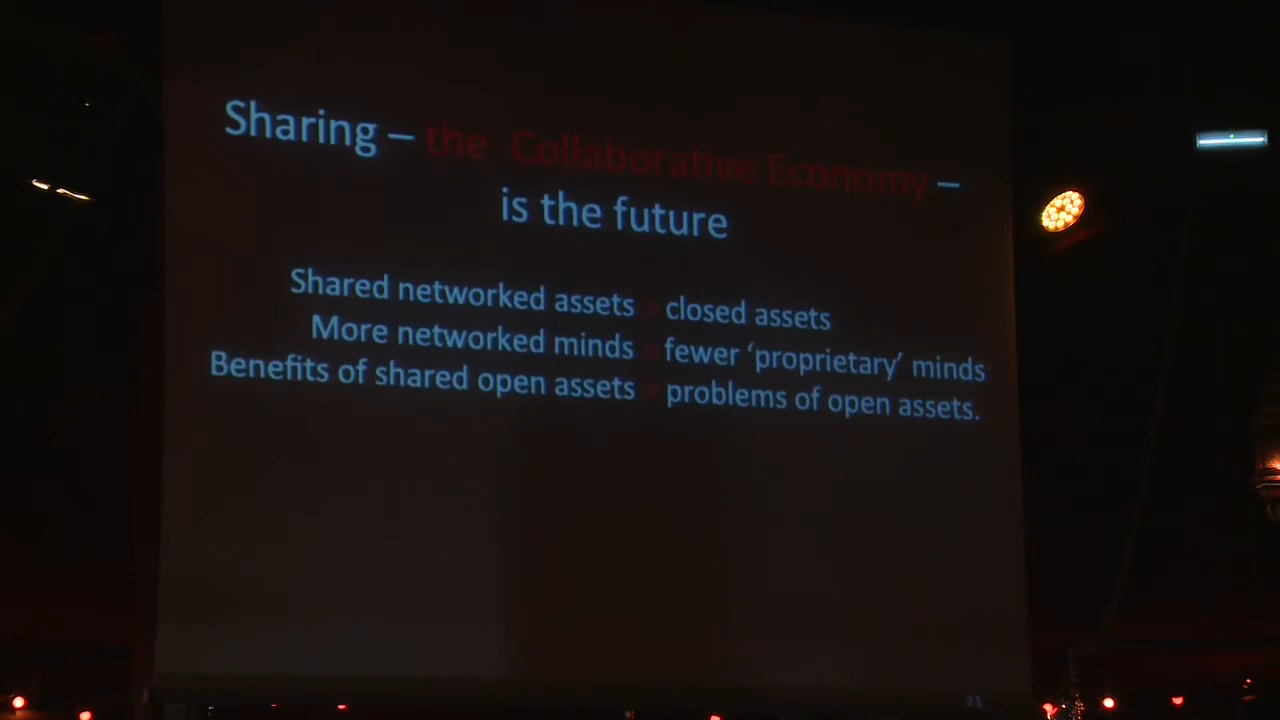 Sharing – the Collaborative Economy –
is the future
Shared networked assets closed assets
More networked minds fewer ‘proprietary’ minds
Benefits of shared open assets problems of open assets.
21